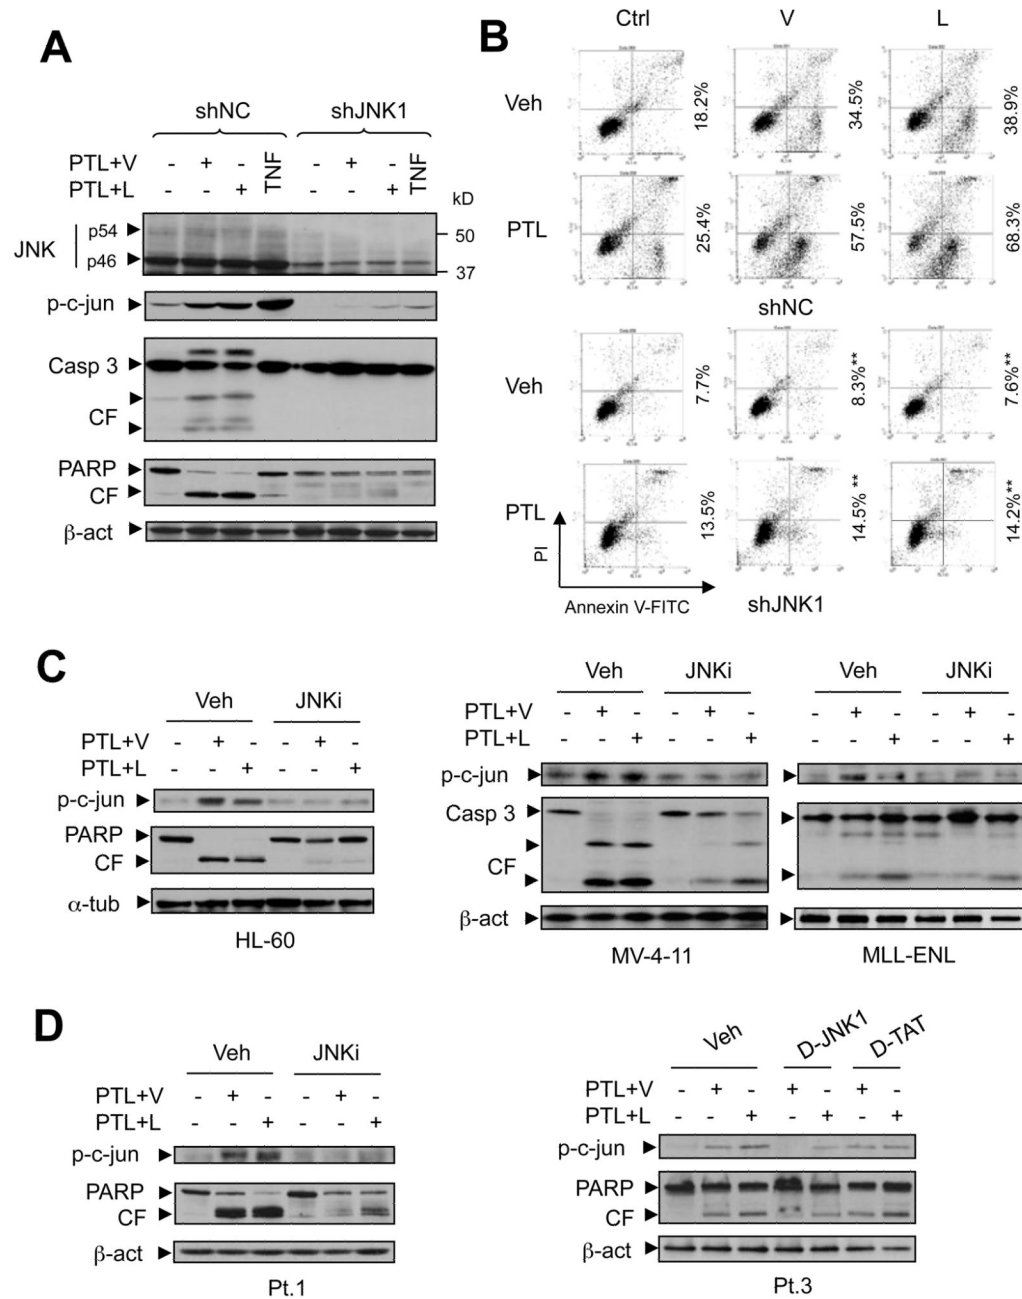 A
shNC
shJNK1
PTL+V - + - TNF - + - TNF
PTL+L - - + - - +
kD
JNK
p54
p46
50
37
p-c-jun
Casp 3
CF
PARP
CF
β-act
B
Ctrl
V
L
Veh
18.2%
34.5%
38.9%
PTL
25.4%
57.5%
68.3%
shNC
Veh
7.7%
8.3%**
7.6%**
PTL
13.5%
14.5% **
14.2%**
PI
Annexin V-FITC
shJNK1
C
Veh
JNKi
PTL+V - + - - + -
PTL+L - - + - - +
p-c-jun
PARP
CF
α-tub
HL-60
Veh
JNKi
Veh
JNKi
PTL+V - + - - + - - + - - + -
PTL+L - - + - - + - - + - - +
p-c-jun
Casp 3
CF
β-act
MV-4-11
MLL-ENL
D
Veh
JNKi
PTL+V - + - - + -
PTL+L - - + - - +
p-c-jun
PARP
CF
β-act
Pt.1
Veh
D-JNK1
D-TAT
PTL+V - + - + - + -
PTL+L - - + - + - +
p-c-jun
PARP
CF
β-act
Pt.3